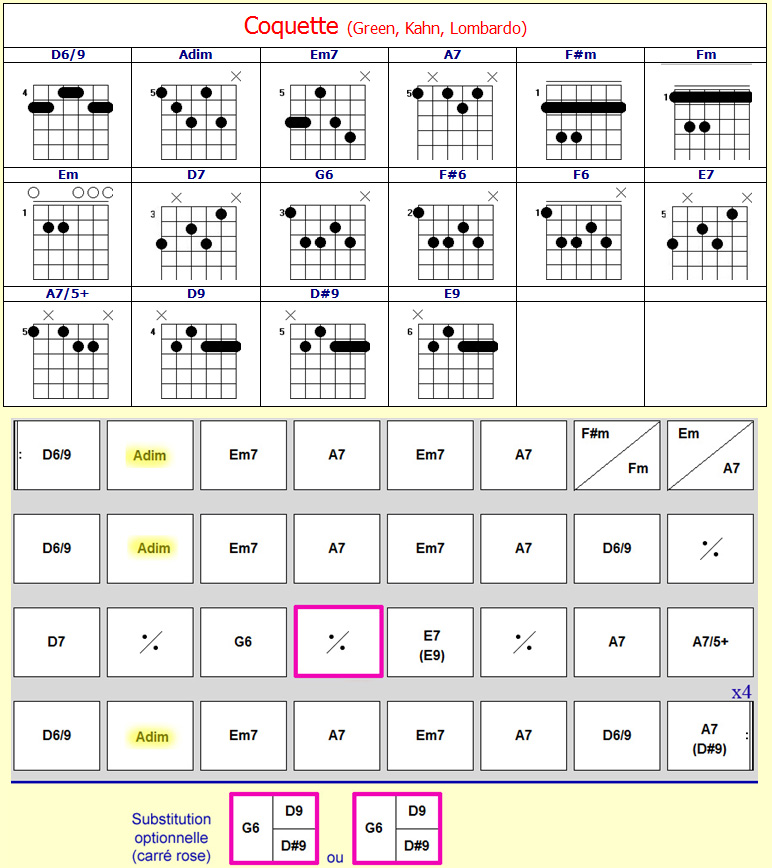 Coquette (Green, Kahn, Lombardo)
D6/9 Adim Em7 A7 F#m Fm
4 5 5 5 1 1
Em D7 G6 F#6 F6 E7
1 3 3 2 1 5
A7/5+ D9 D#9 E9
5 4 5 6
: D6/9 Adim Em7 A7 Em7 A7 F#m Fm Em A7
D6/9 Adim Em7 A7 Em7 A7 D6/9 ٪
D7 ٪ G6 ٪ E7 ٪ A7 A7/5+
(E9)
x4
D6/9 Adim Em7 A7 Em7 A7 D6/9 A7 :
(D#9)
Substitution
optionnelle
(carré rose)
G6 D9 D#9 ou G6 D9 D#9